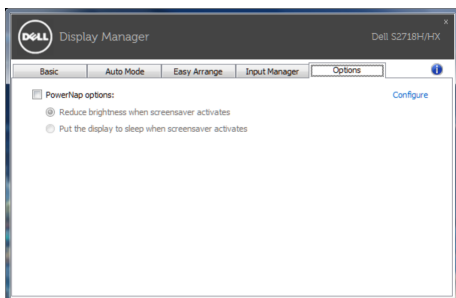 DELL Display Manager
Dell S2718H/HX
Basic Auto Mode Easy Arrange Input Manager Options
PowerNap options:
Configure
Reduce brightness when screensaver activates
Put the display to sleep when screensaver activates